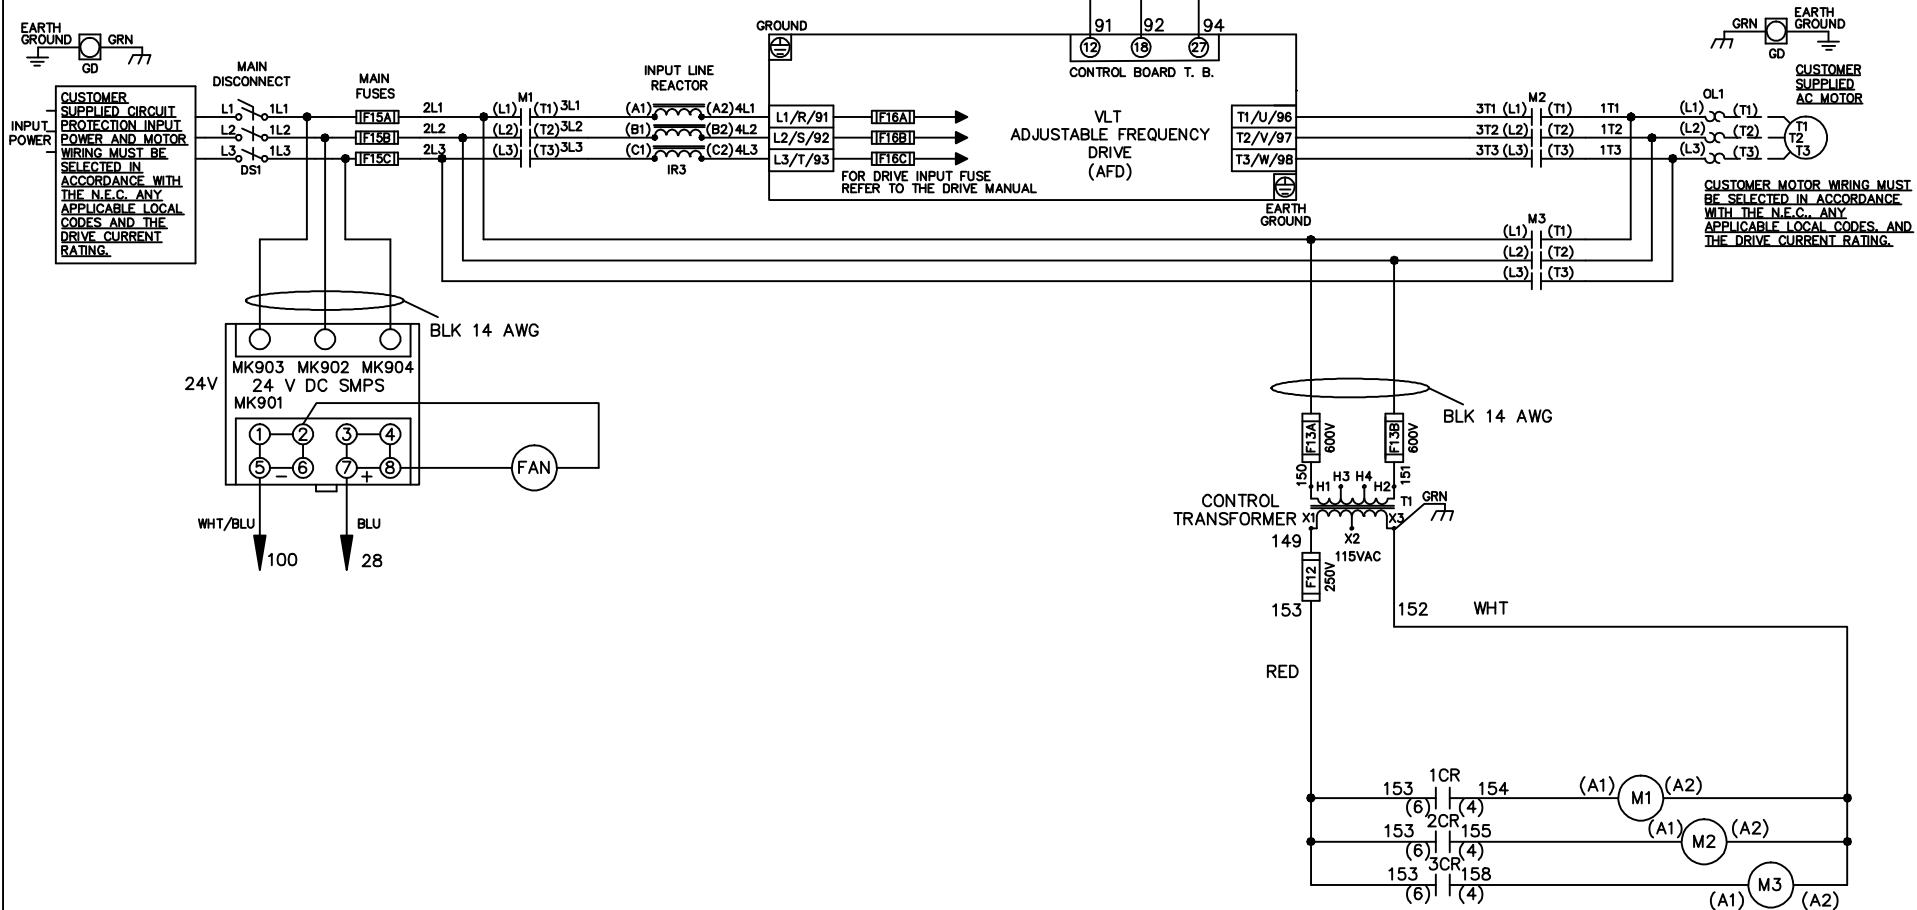 91 92 94
EARTH
GROUND
GRN
GD
GROUND
12 18 27
CONTROL BOARD T. B.
GRN
EARTH
GROUND
GD
MAIN
DISCONNECT
MAIN
FUSES
INPUT LINE
REACTOR
CUSTOMER
SUPPLIED
AC MOTOR
INPUT
POWER
CUSTOMER
SUPPLIED CIRCUIT
PROTECTION INPUT
POWER AND MOTOR
WIRING MUST BE
SELECTED IN
ACCORDANCE WITH
THE N.E.C. ANY
APPLICABLE LOCAL
CODES AND THE
DRIVE CURRENT
RATING.
M1 M2 OL1
L1 1L1 F15A 2L1 (L1) (T1) 3L1 (A1) (A2) 4L1 L1/R/91 F16A T1/U/96 3T1 (L1) (T1) 1T1 (L1) (T1) T1
L2 1L2 F15B 2L2 (L2) (T2) 3L2 (B1) (B2) 4L2 L2/S/92 F16B T2/V/97 3T2 (L2) (T2) 1T2 (L2) (T2) T2
L3 1L3 F15C 2L3 (L3) (T3) 3L3 (C1) (C2) 4L3 L3/T/93 F16C T3/W/98 3T3 (L3) (T3) 1T3 (L3) (T3) T3
DS1 IR3
VLT
ADJUSTABLE FREQUENCY
DRIVE
(AFD)
FOR DRIVE INPUT FUSE
REFER TO THE DRIVE MANUAL
EARTH
GROUND
CUSTOMER MOTOR WIRING MUST
BE SELECTED IN ACCORDANCE
WITH THE N.E.C., ANY
APPLICABLE LOCAL CODES, AND
THE DRIVE CURRENT RATING.
M3
(L1) (T1)
(L2) (T2)
(L3) (T3)
BLK 14 AWG
MK903 MK902 MK904
24V 24 V DC SMPS
MK901
1 2 3 4
5 - 6 7 + 8
FAN
WHT/BLU BLU
100 28
BLK 14 AWG
F13A 600V F13B 600V
150 151
H1 H3 H4 H2
T1 GRN
CONTROL
TRANSFORMER
X1 X3
X2
149
115VAC
F12 250V
153 152 WHT
RED
1CR
153 154 (A1) M1 (A2)
(6) (4)
2CR
153 155 (A1) M2 (A2)
(6) (4)
3CR
153 158 M3
(6) (4) (A1) (A2)